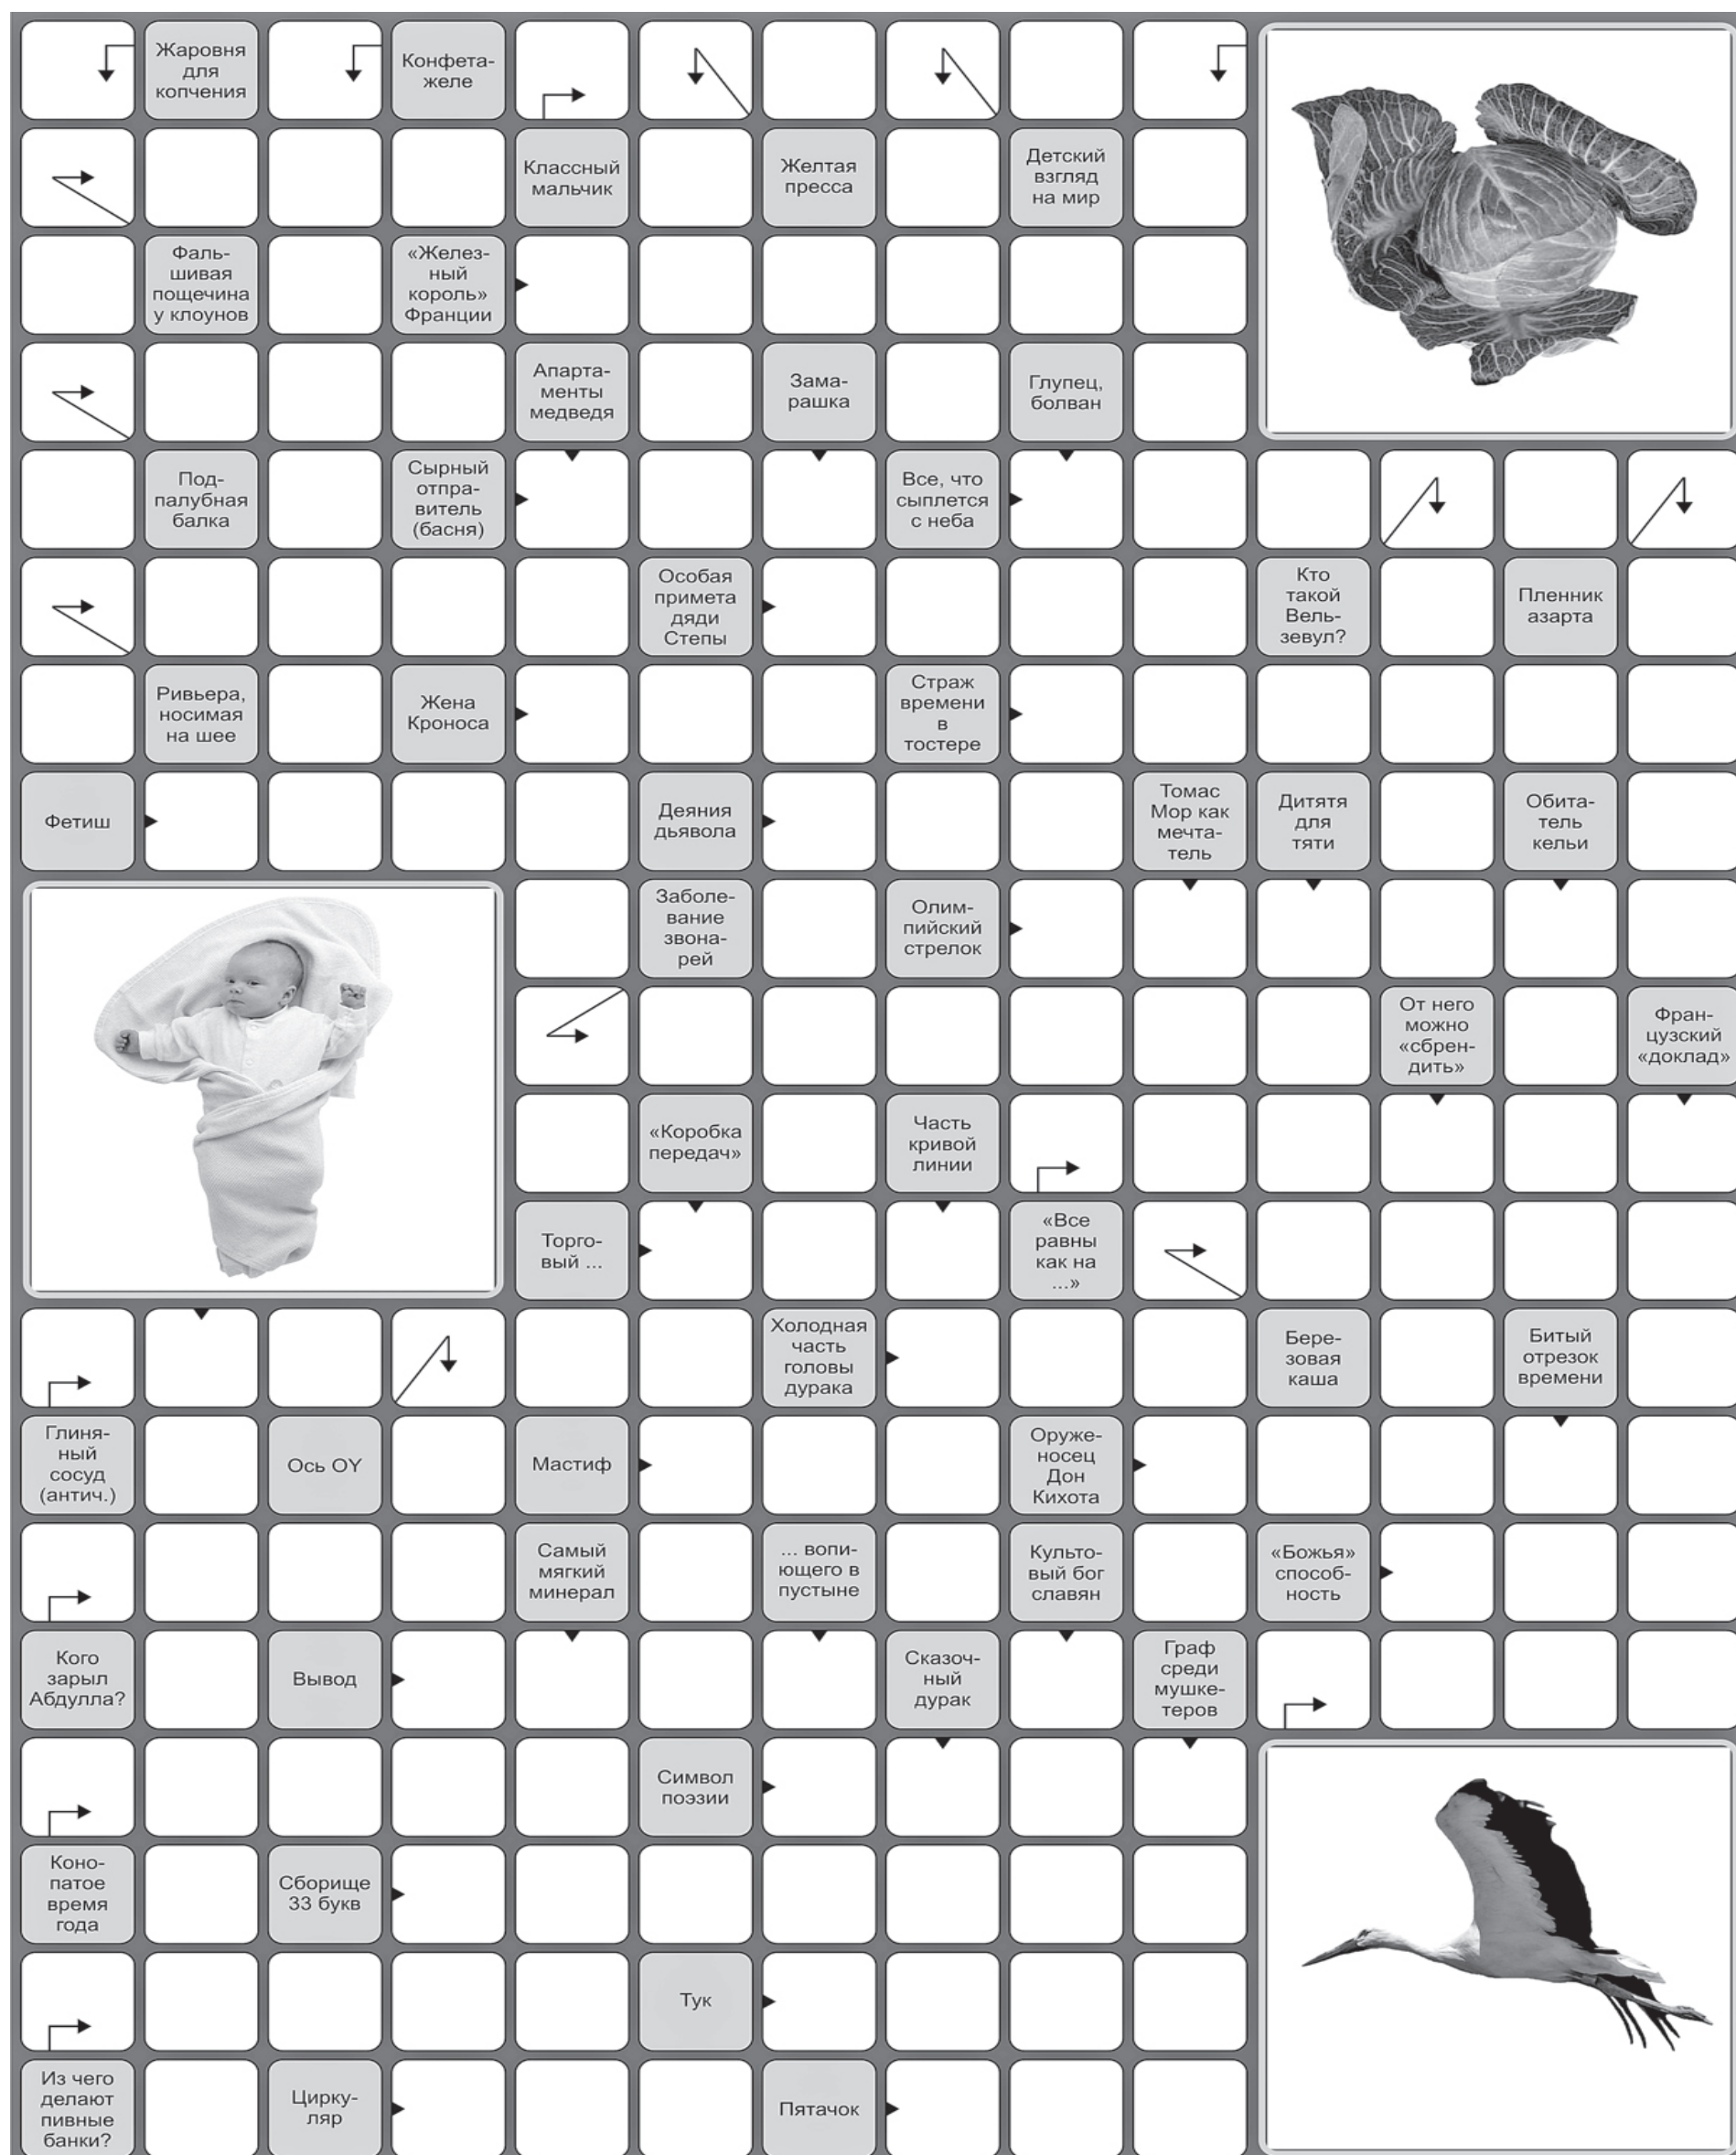 Жаровня
для
копчения
Конфета-
желе
Классный
мальчик
Желтая
пресса
Детский
взгляд
на мир
Фаль-
шивая
пощечина
у клоунов
«Желез-
ный
король»
Франции
Апарта-
менты
медведя
Зама-
рашка
Глупец,
болван
Под-
палубная
балка
Сырный
отпра-
витель
(басня)
Все, что
сыплется
с неба
Особая
примета
дяди
Степы
Кто
такой
Вель-
зевул?
Пленник
азарта
Ривьера,
носимая
на шее
Жена
Кроноса
Страж
времени
в
тостере
Фетиш
Деяния
дьявола
Томас
Мор как
мечта-
тель
Дитятя
для
тяти
Обита-
тель
кельи
Заболе-
вание
звона-
рей
Олим-
пийский
стрелок
От него
можно
«сбрен-
дить»
Фран-
цузский
«доклад»
«Коробка
передач»
Часть
кривой
линии
Торго-
вый ...
«Все
равны
как на
...»
Холодная
часть
головы
дурака
Бере-
зовая
каша
Битый
отрезок
времени
Глиня-
ный
сосуд
(антич.)
Ось OY
Мастиф
Оруже-
носец
Дон
Кихота
Самый
мягкий
минерал
... вопи-
ющего в
пустыне
Культо-
вый бог
славян
«Божья»
способ-
ность
Кого
зарыл
Абдулла?
Вывод
Сказоч-
ный
дурак
Граф
среди
мушке-
теров
Символ
поэзии
Коно-
патое
время
года
Сборище
33 букв
Тук
Из чего
делают
пивные
банки?
Цирку-
ляр
Пятачок